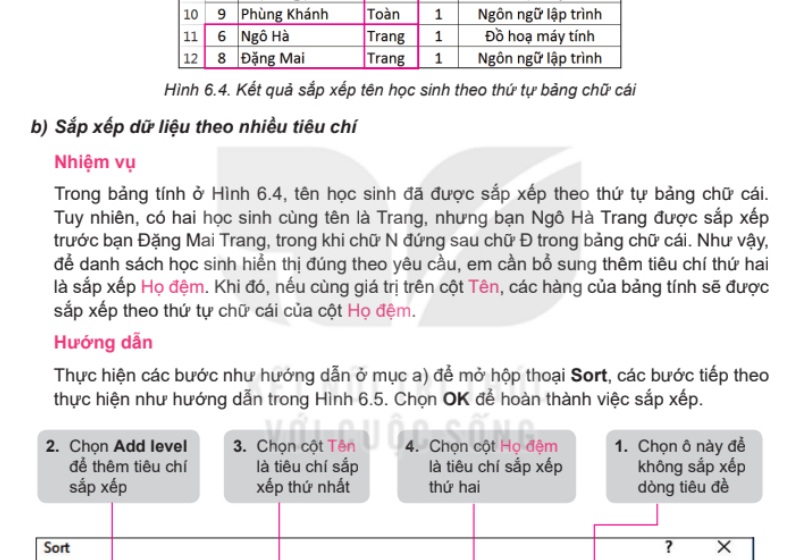 10 9 Phùng Khánh Toàn 1 Ngôn ngữ lập trình
11 6 Ngô Hà Trang 1 Đồ hoạ máy tính
12 8 Đặng Mai Trang 1 Ngôn ngữ lập trình
Hình 6.4. Kết quả sắp xếp tên học sinh theo thứ tự bảng chữ cái
b) Sắp xếp dữ liệu theo nhiều tiêu chí
Nhiệm vụ
Trong bảng tính ở Hình 6.4, tên học sinh đã được sắp xếp theo thứ tự bảng chữ cái.
Tuy nhiên, có hai học sinh cùng tên là Trang, nhưng bạn Ngô Hà Trang được sắp xếp
trước bạn Đặng Mai Trang, trong khi chữ N đứng sau chữ Đ trong bảng chữ cái. Như vậy,
để danh sách học sinh hiển thị đúng theo yêu cầu, em cần bổ sung thêm tiêu chí thứ hai
là sắp xếp Họ đệm. Khi đó, nếu cùng giá trị trên cột Tên, các hàng của bảng tính sẽ được
sắp xếp theo thứ tự chữ cái của cột Họ đệm.
Hướng dẫn
Thực hiện các bước như hướng dẫn ở mục a) để mở hộp thoại Sort, các bước tiếp theo
thực hiện như hướng dẫn trong Hình 6.5. Chọn OK để hoàn thành việc sắp xếp.
KẾT NỐI TRI THỨC
VỚI CUỘC SỐNG
2. Chọn Add level
để thêm tiêu chí
sắp xếp
3. Chọn cột Tên
là tiêu chí sắp
xếp thứ nhất
4. Chọn cột Họ đệm
là tiêu chí sắp xếp
thứ hai
1. Chọn ô này để
không sắp xếp
dòng tiêu đề
Sort ?